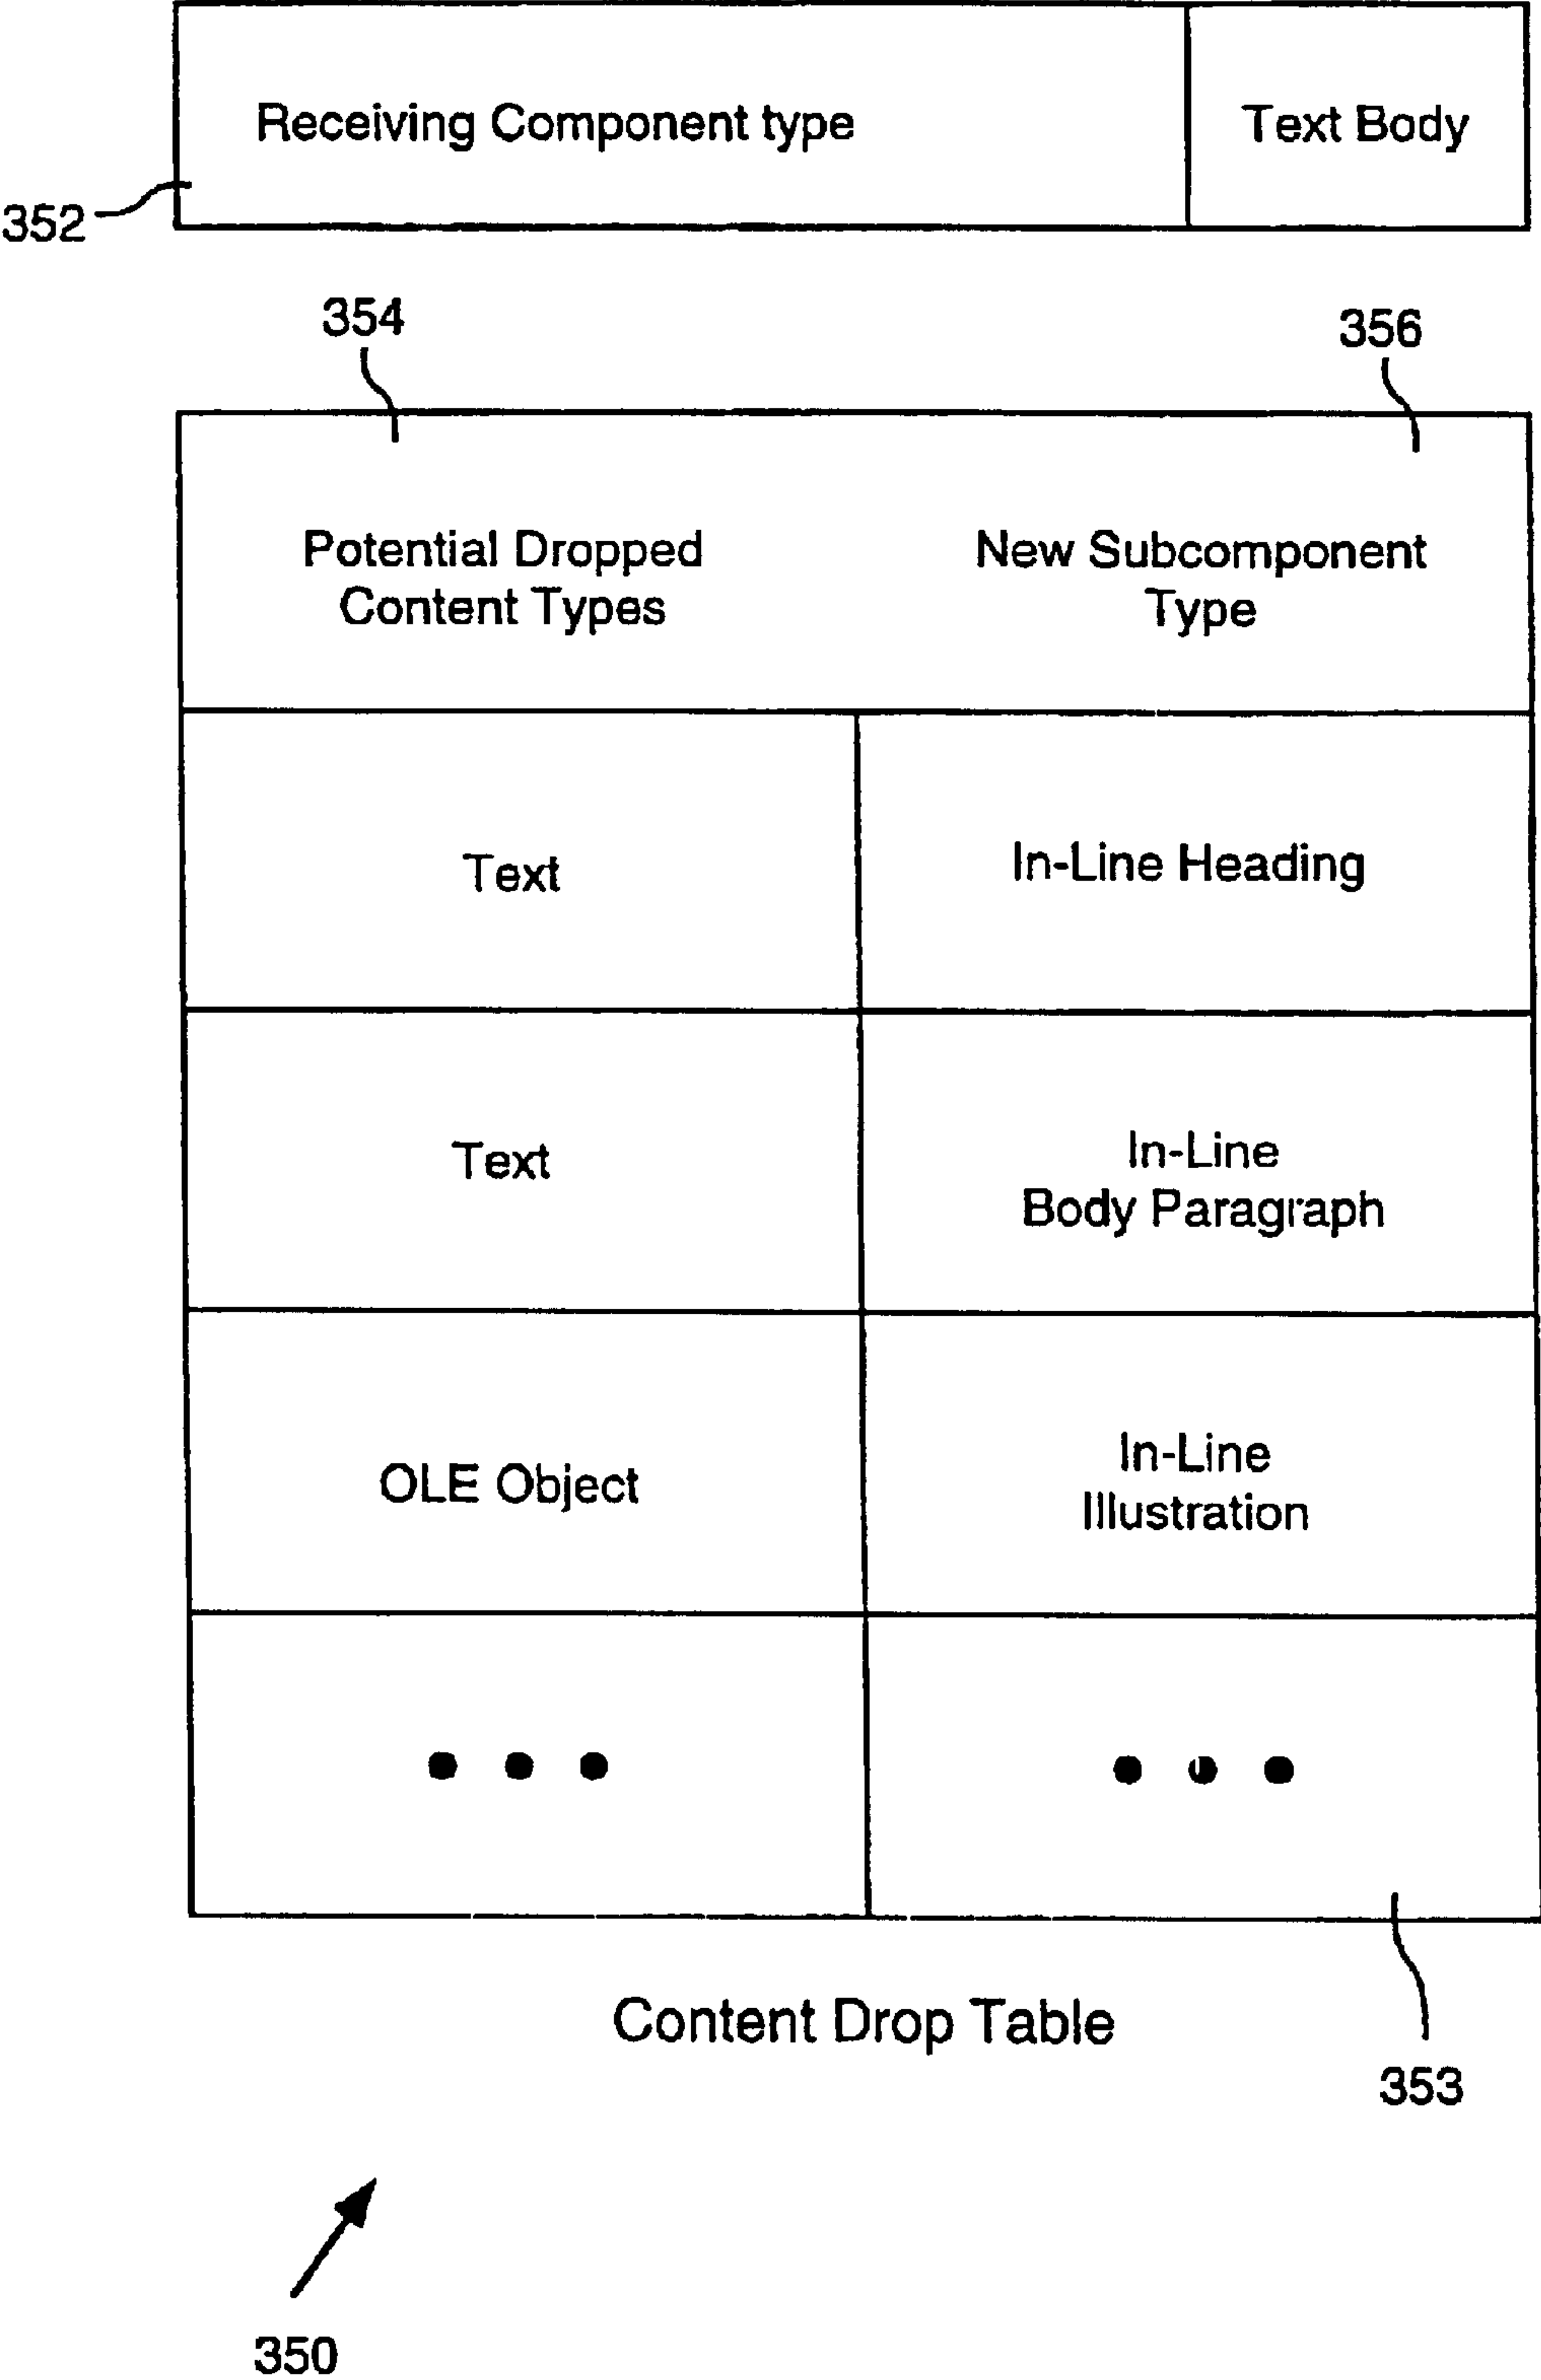 Receiving Component type Text Body
352
354 356
Potential Dropped New Subcomponent
Content Types Type
Text In-Line Heading
Text In-Line
Body Paragraph
OLE Object In-Line
Illustration
• • • • • •
Content Drop Table
353
350